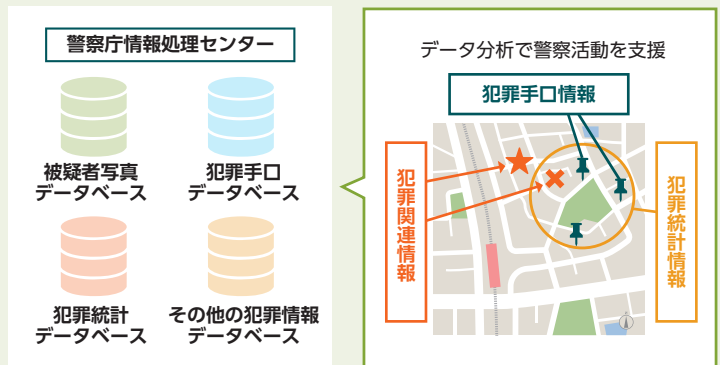 警察庁情報処理センター
被疑者写真
データベース
犯罪手口
データベース
犯罪統計
データベース
その他の犯罪情報
データベース
データ分析で警察活動を支援
犯罪手口情報
犯罪関連情報
犯罪統計情報